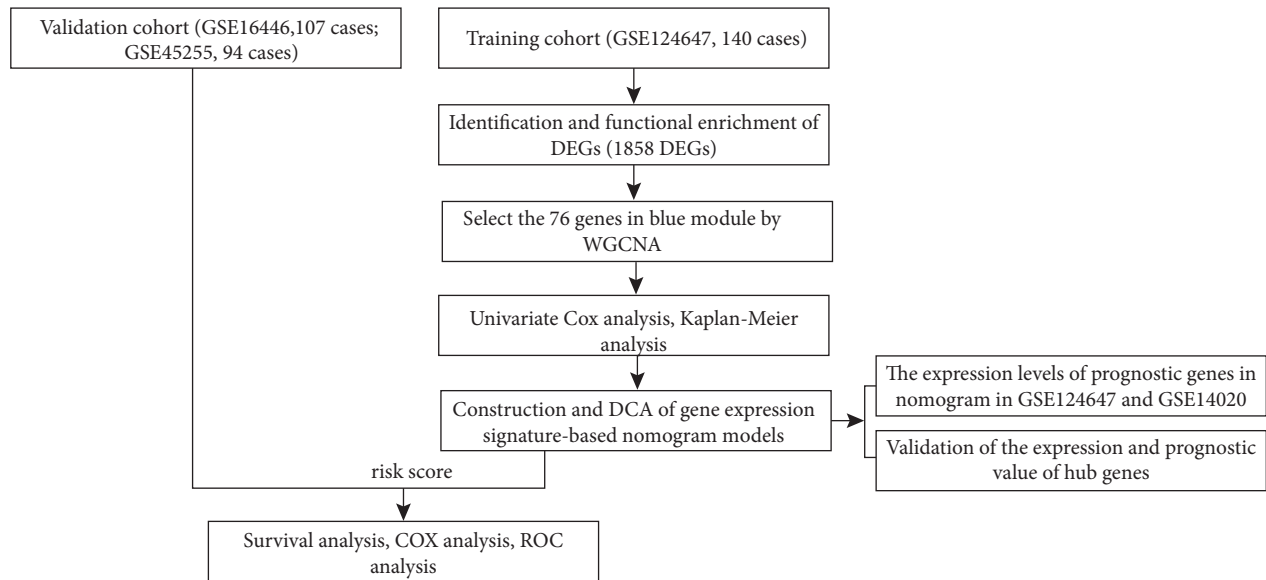 Validation cohort (GSE16446,107 cases;
GSE45255, 94 cases)
Training cohort (GSE124647, 140 cases)
Identification and functional enrichment of
DEGs (1858 DEGs)
Select the 76 genes in blue module by
WGCNA
Univariate Cox analysis, Kaplan-Meier
analysis
Construction and DCA of gene expression
signature-based nomogram models
The expression levels of prognostic genes in
nomogram in GSE124647 and GSE14020
Validation of the expression and prognostic
value of hub genes
risk score
Survival analysis, COX analysis, ROC
analysis